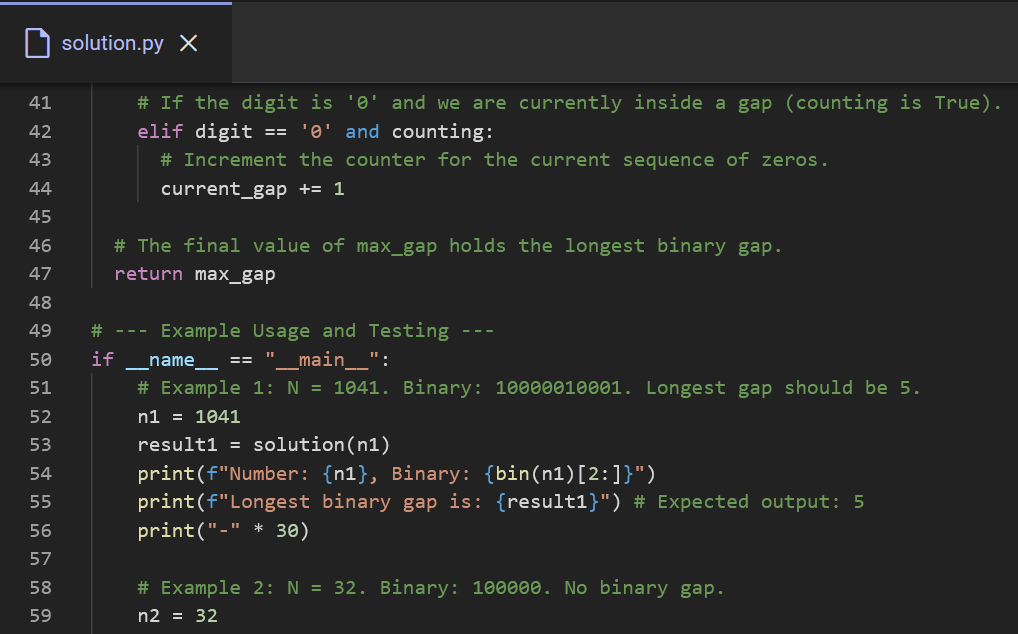 solution.py
41 # If the digit is '0' and we are currently inside a gap (counting is True).
42 elif digit == '0' and counting:
43 # Increment the counter for the current sequence of zeros.
44 current_gap += 1
45
46 # The final value of max_gap holds the longest binary gap.
47 return max_gap
48
49 # --- Example Usage and Testing ---
50 if __name__ == "__main__":
51 # Example 1: N = 1041. Binary: 10000010001. Longest gap should be 5.
52 n1 = 1041
53 result1 = solution(n1)
54 print(f"Number: {n1}, Binary: {bin(n1)[2:]}")
55 print(f"Longest binary gap is: {result1}") # Expected output: 5
56 print("-" * 30)
57
58 # Example 2: N = 32. Binary: 100000. No binary gap.
59 n2 = 32